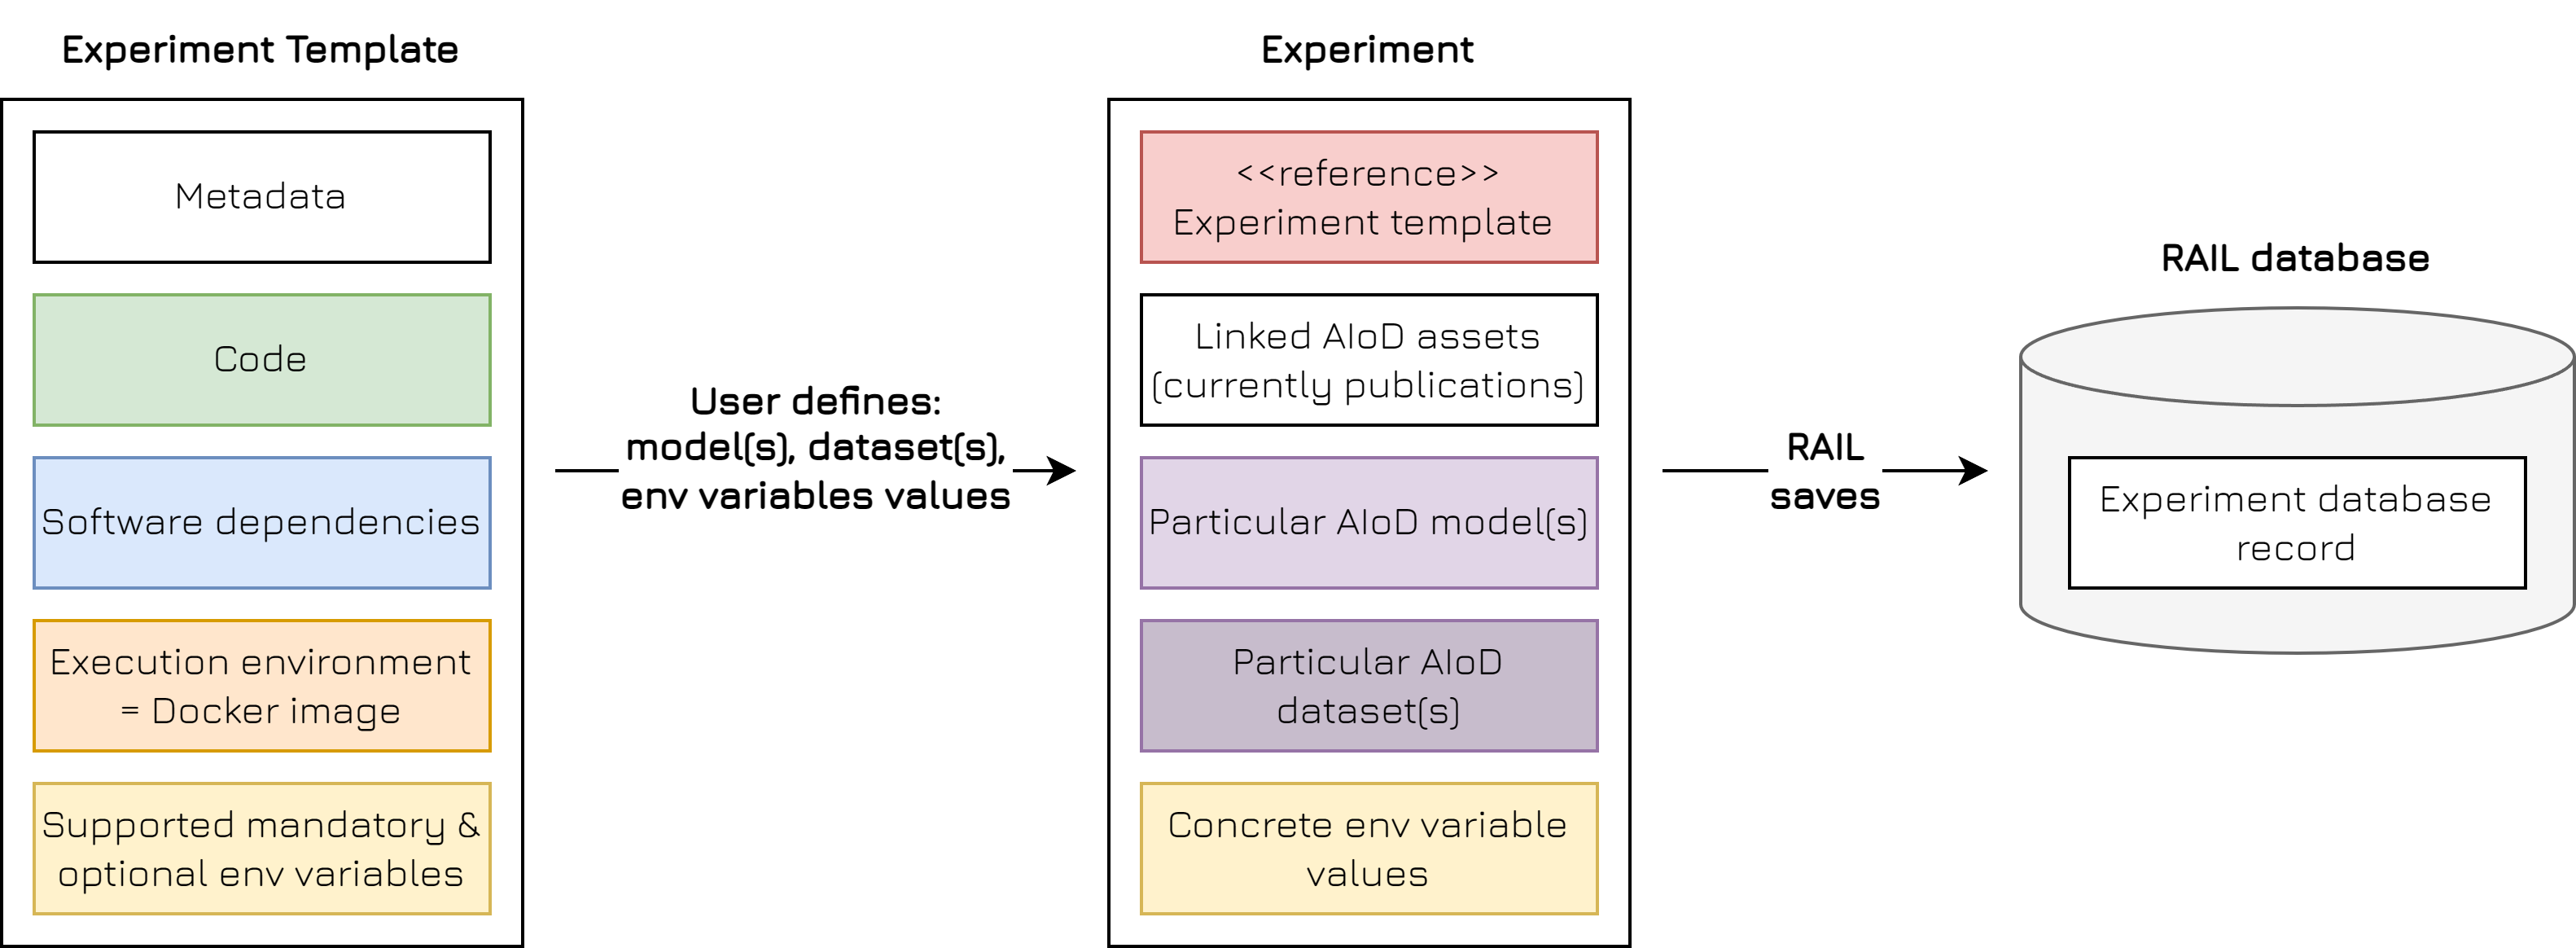 Experiment Template
Metadata
Code
Software dependencies
Execution environment
= Docker image
Supported mandatory &
optional env variables
User defines:
model(s), dataset(s),
env variables values
Experiment
<<reference>>
Experiment template
Linked AIoD assets
(currently publications)
Particular AIoD model(s)
Particular AIoD
dataset(s)
Concrete env variable
values
RAIL
saves
RAIL database
Experiment database
record